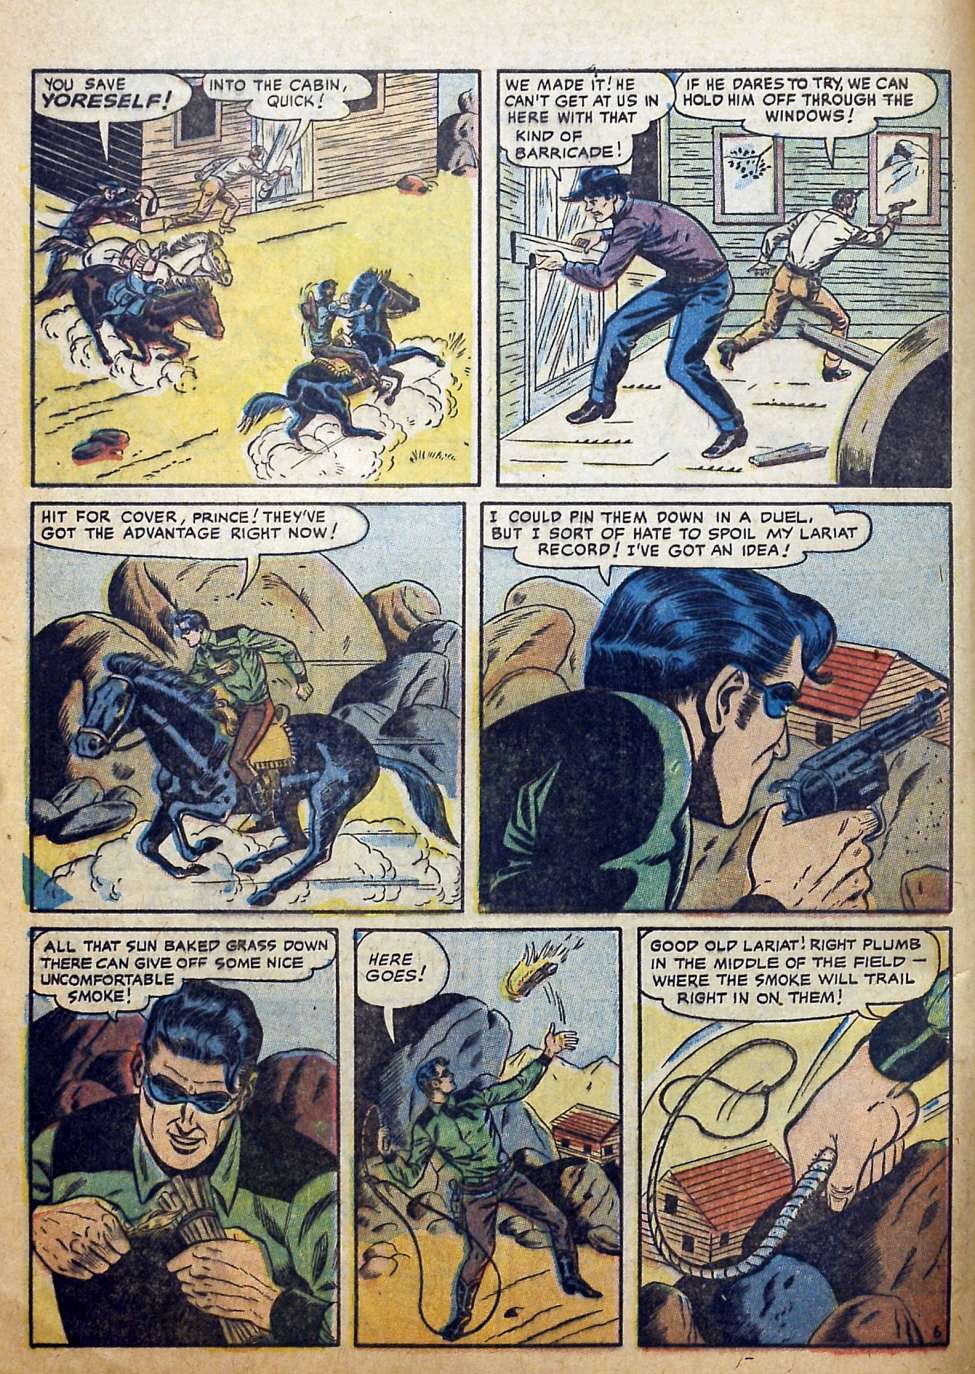 YOU SAVE
YORESELF!
INTO THE CABIN,
QUICK!
WE MADE IT! HE
CAN'T GET AT US IN
HERE WITH THAT
KIND OF
BARRICADE!
IF HE DARES TO TRY, WE CAN
HOLD HIM OFF THROUGH THE
WINDOWS!
HIT FOR COVER, PRINCE! THEY'VE
GOT THE ADVANTAGE RIGHT NOW!
I COULD PIN THEM DOWN IN A DUEL,
BUT I SORT OF HATE TO SPOIL MY LARIAT
RECORD! I'VE GOT AN IDEA!
ALL THAT SUN BAKED GRASS DOWN
THERE CAN GIVE OFF SOME NICE
UNCOMFORTABLE
SMOKE!
HERE
GOES!
GOOD OLD LARIAT! RIGHT PLUMB
IN THE MIDDLE OF THE FIELD —
WHERE THE SMOKE WILL TRAIL
RIGHT IN ON THEM!
6